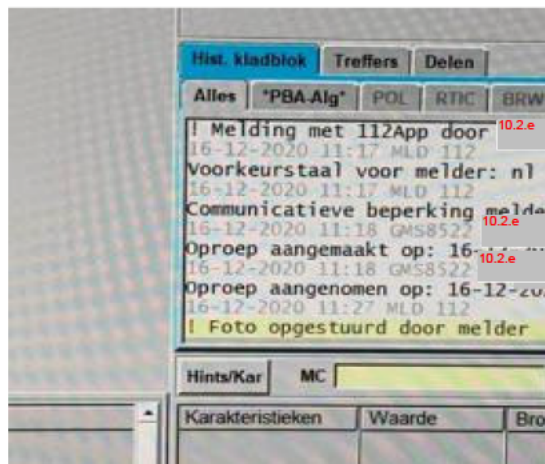 Hist. kladblok Treffers Delen
Alles *PBA-Alg* POL RTIC BRW
! Melding met 112App door 10.2.e
16-12-2020 11:17 MLD 112
Voorkeurstaal voor melder: nl
16-12-2020 11:17 MLD 112
Communicatieve beperking melde
16-12-2020 11:18 GMS8522 10.2.e
Oproep aangemaakt op: 16-
16-12-2020 11:18 GMS8522 10.2.e
Oproep aangenomen op: 16-12-20
16-12-2020 11:27 MLD 112
! Foto opgestuurd door melder
Hints/Kar MC
Karakteristieken Waarde Bro